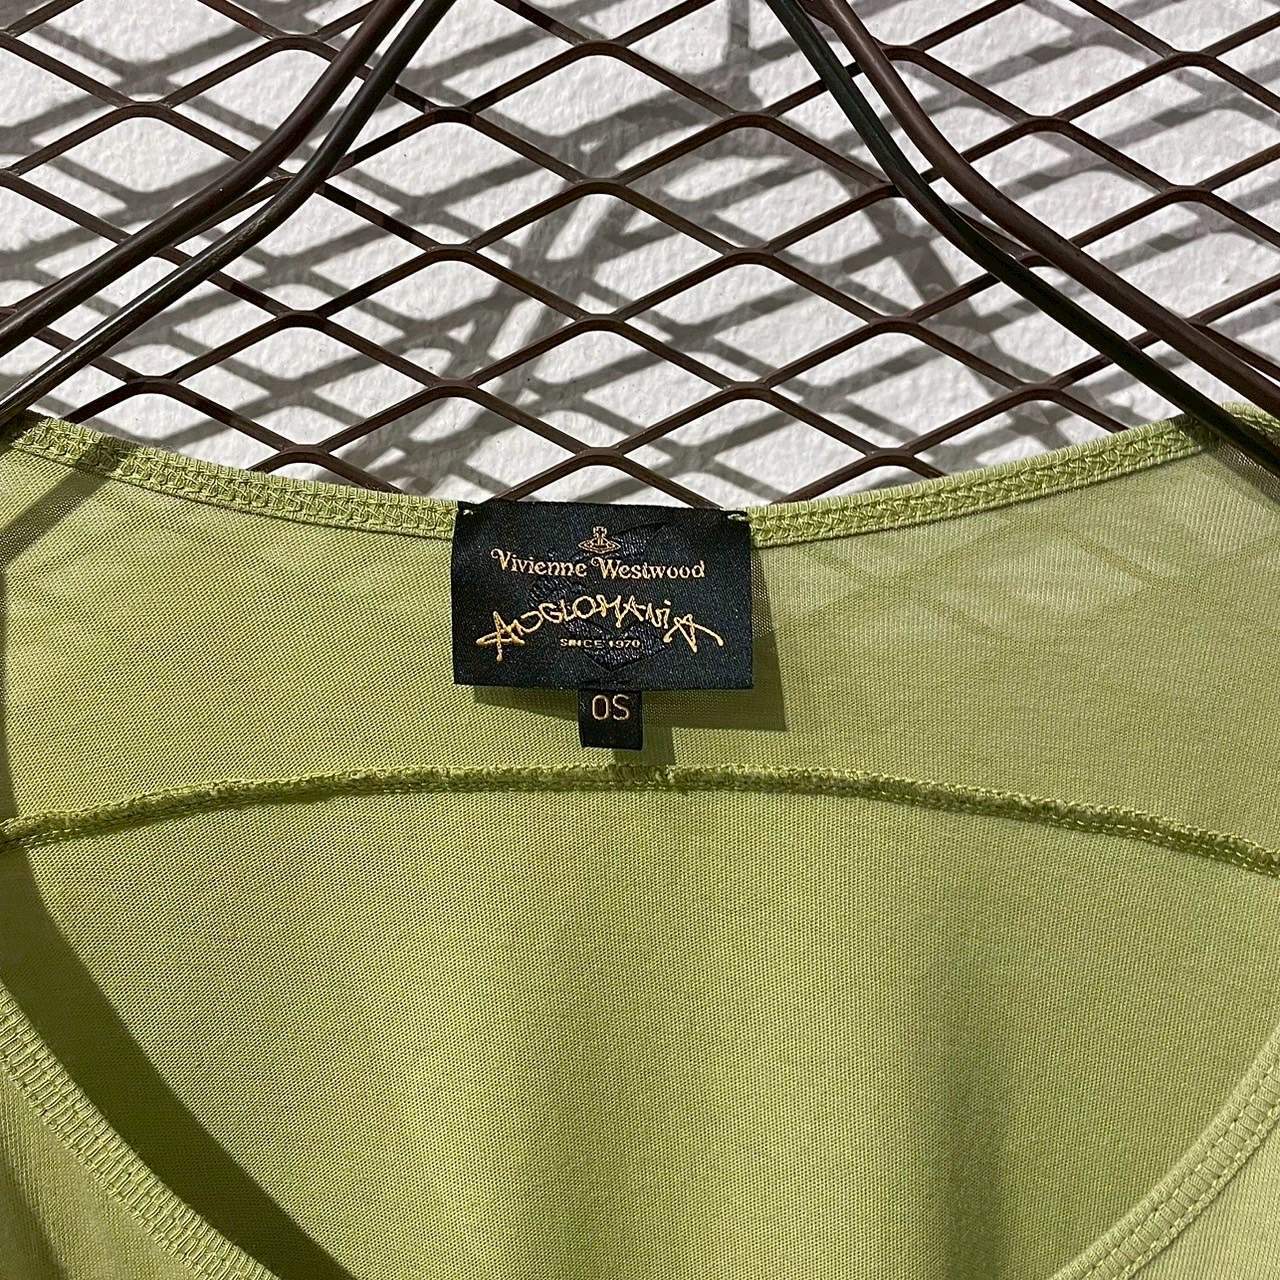 Vivienne Westwood
ANGLOMANiA
SINCE 1970
OS